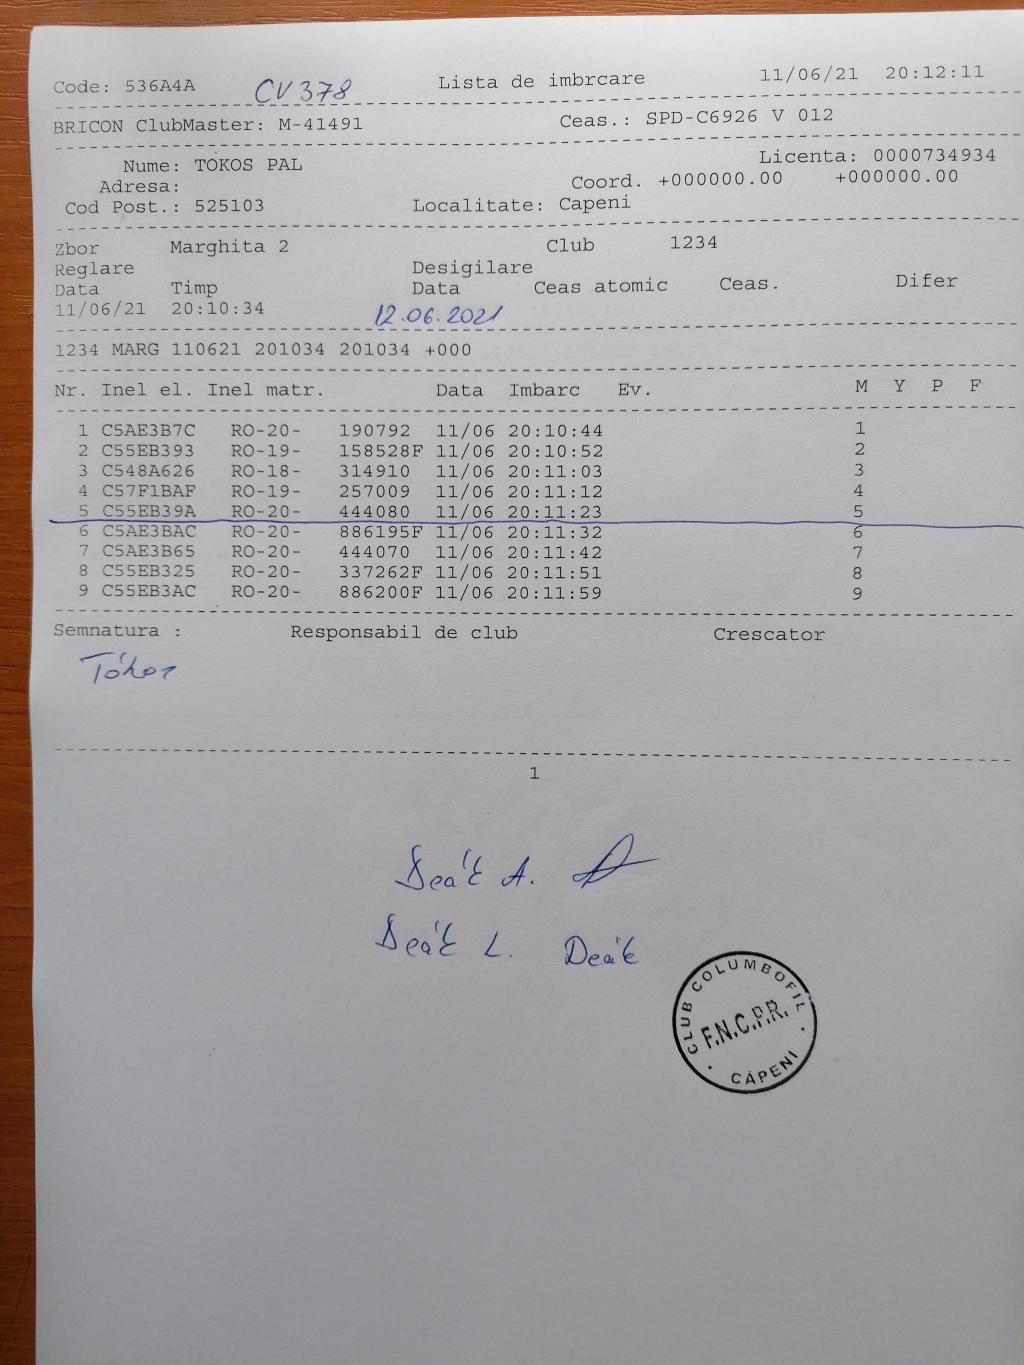 Code: 536A4A CV 378 Lista de imbrcare 11/06/21 20:12:11
BRICON ClubMaster: M-41491 Ceas.: SPD-C6926 V 012
Nume: TOKOS PAL Licenta: 0000734934
Adresa: Coord. +000000.00 +000000.00
Cod Post.: 525103 Localitate: Capeni
Zbor Marghita 2 Club 1234
Reglare Desigilare
Data Timp Data Ceas atomic Ceas. Difer
11/06/21 20:10:34 12.06.2021
1234 MARG 110621 201034 201034 +000
Nr. Inel el. Inel matr. Data Imbarc Ev. M Y P F
1 C5AE3B7C RO-20- 190792 11/06 20:10:44 1
2 C55EB393 RO-19- 158528F 11/06 20:10:52 2
3 C548A626 RO-18- 314910 11/06 20:11:03 3
4 C57F1BAF RO-19- 257009 11/06 20:11:12 4
5 C55EB39A RO-20- 444080 11/06 20:11:23 5
6 C5AE3BAC RO-20- 886195F 11/06 20:11:32 6
7 C5AE3B65 RO-20- 444070 11/06 20:11:42 7
8 C55EB325 RO-20- 337262F 11/06 20:11:51 8
9 C55EB3AC RO-20- 886200F 11/06 20:11:59 9
Semnatura : Responsabil de club Crescator
Tókos
1
Deák A.
Deák L. Deák
CLUB COLUMBOFIL
F.N.C.P.R.
CĂPENI